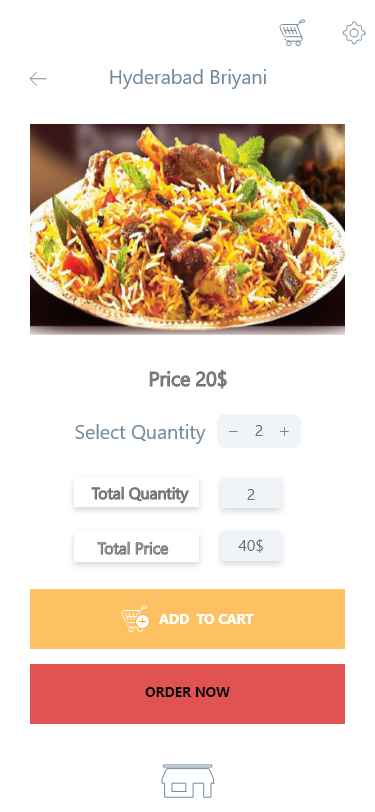 Hyderabad Briyani
Price 20$
Select Quantity − 2 +
Total Quantity 2
Total Price 40$
ADD TO CART
ORDER NOW